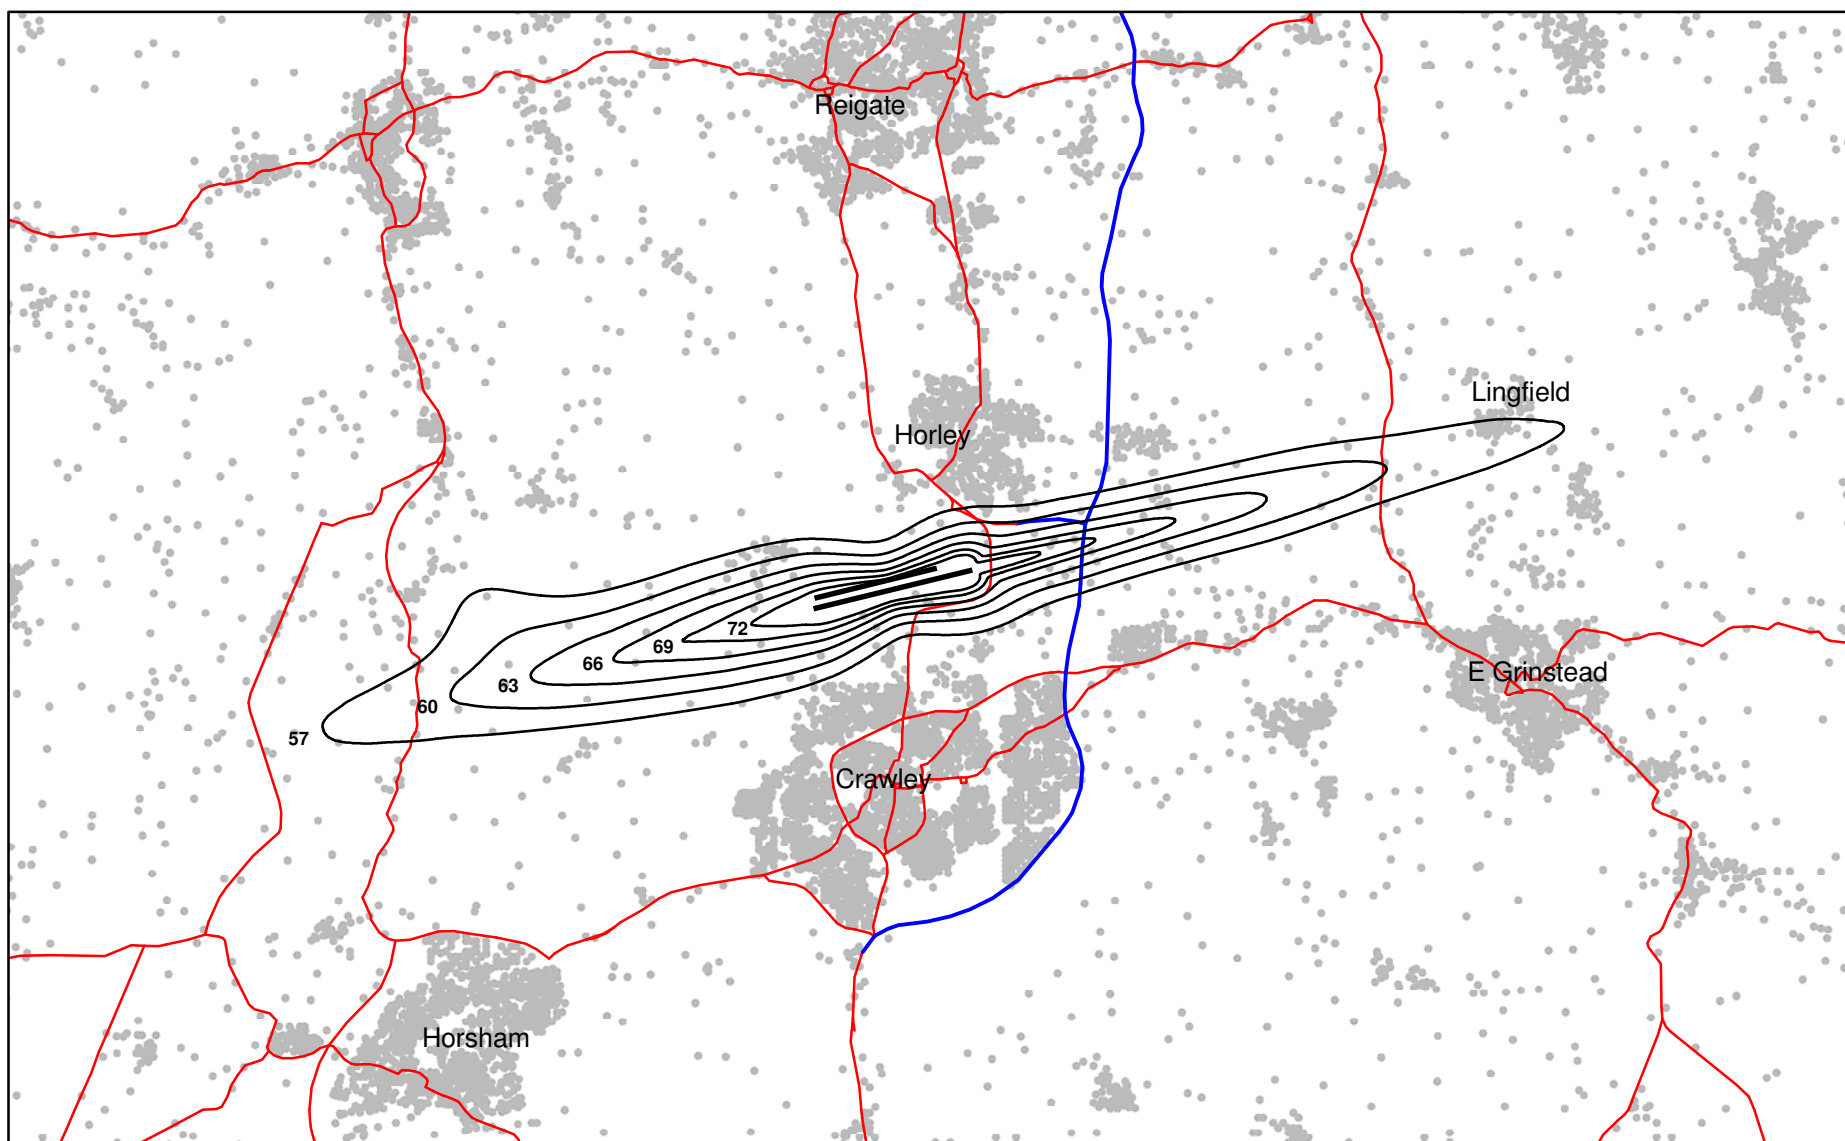 Reigate
Lingfield
Horley
72
69
66
63
60
57
E Grinstead
Crawley
Horsham